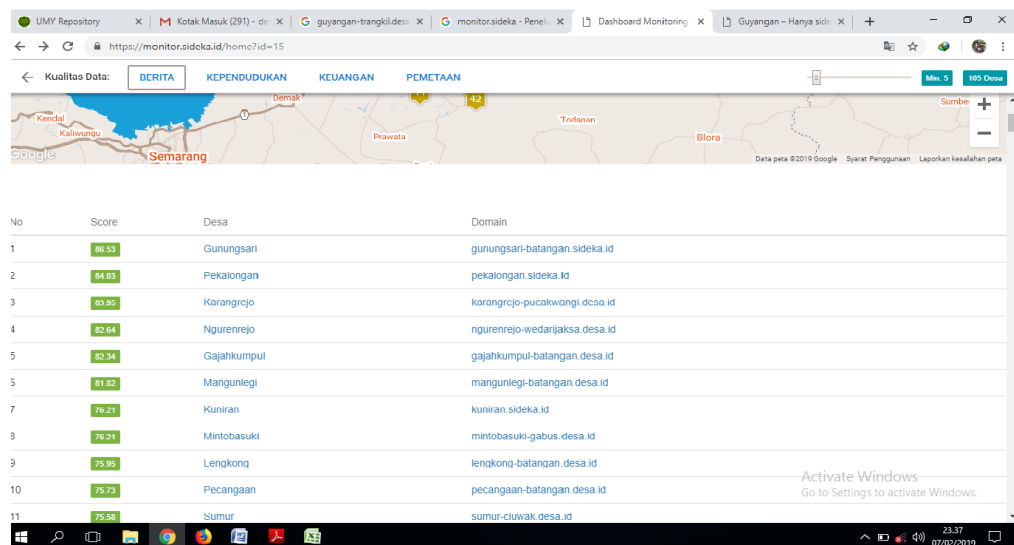 UMY Repository
Kotak Masuk (291) - de
guyangan-trangkil.desa
monitor.sideka - Penelu
Dashboard Monitoring
Guyangan – Hanya side
https://monitor.sideka.id/home?id=15
Kualitas Data: BERITA KEPENDUDUKAN KEUANGAN PEMETAAN Min. 5 105 Desa
Demak
42
Sumbe
Kendal
Kaliwungu
Todanan
Prawata
Blora
Google
Semarang
Data peta ©2019 Google Syarat Penggunaan Laporkan kesalahan peta
No Score Desa Domain
1 86.53 Gunungsari gunungsari-batangan.sideka.id
2 84.03 Pekalongan pekalongan.sideka.id
3 83.95 Karangrejo karangrejo-pucakwangi.desa.id
4 82.64 Ngurenrejo ngurenrejo-wedarijaksa.desa.id
5 82.34 Gajahkumpul gajahkumpul-batangan.desa.id
6 81.82 Mangunlegi mangunlegi-batangan.desa.id
7 76.21 Kuniran kuniran.sideka.id
8 76.21 Mintobasuki mintobasuki-gabus.desa.id
9 75.95 Lengkong lengkong-batangan.desa.id
10 75.73 Pecangaan pecangaan-batangan.desa.id
11 75.58 Sumur sumur-cluwak.desa.id
Activate Windows
Go to Settings to activate Windows.
23.37
07/02/2019